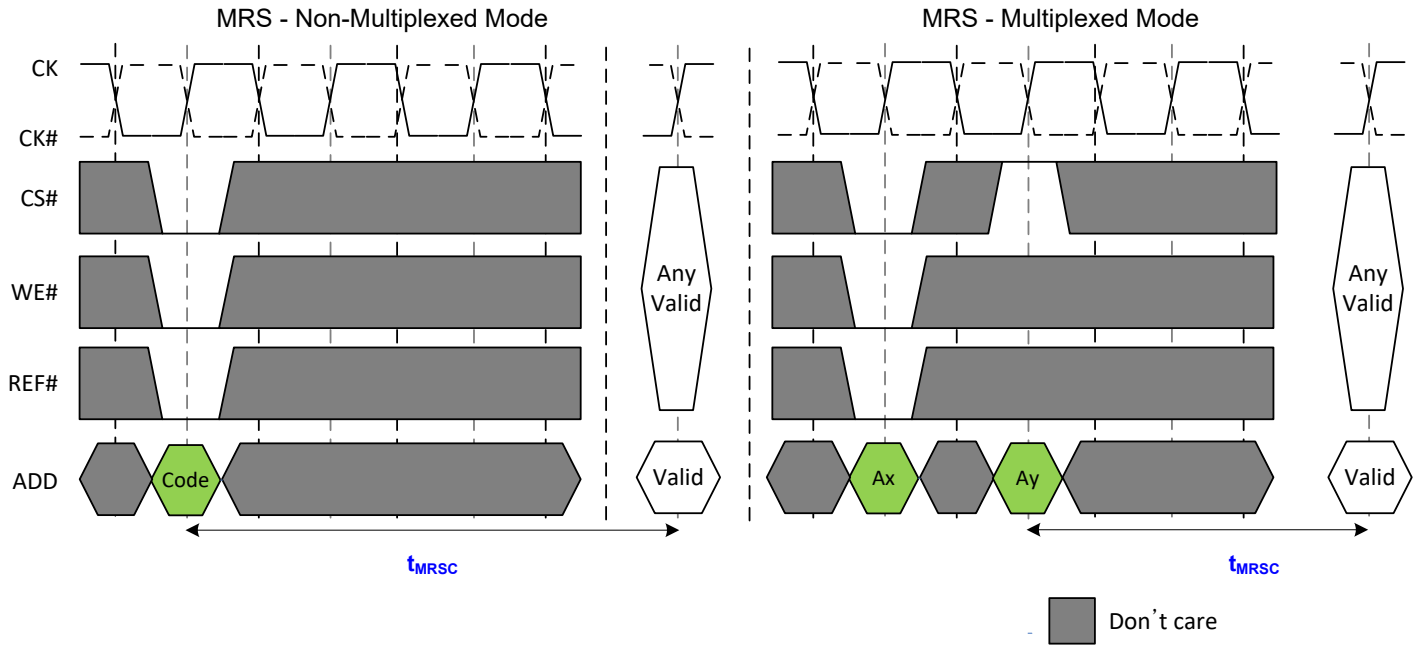 MRS - Non-Multiplexed Mode
MRS - Multiplexed Mode
CK
CK#
CS#
WE#
REF#
ADD
Any
Valid
Any
Valid
Code
Valid
Ax
Ay
Valid
tMRSC
tMRSC
Don't care